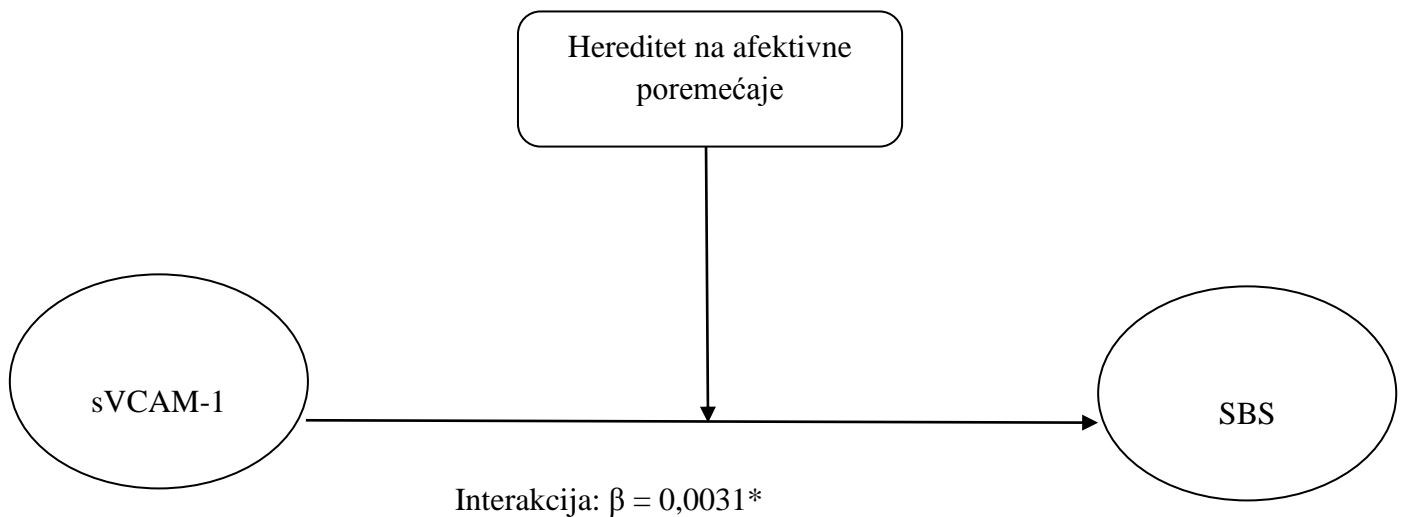 Hereditet na afektivne
poremećaje
sVCAM-1
SBS
Interakcija: β = 0,0031*